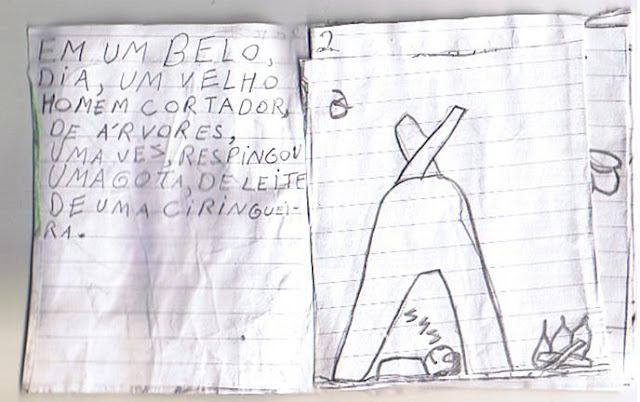 EM UM BELO,
DIA, UM VELHO
HOMEM CORTADOR,
DE ÁRVORES,
UMA VES, RESPINGOU
UMA GOTA, DE LEITE
DE UMA CIRINGUEI-
RA.
2